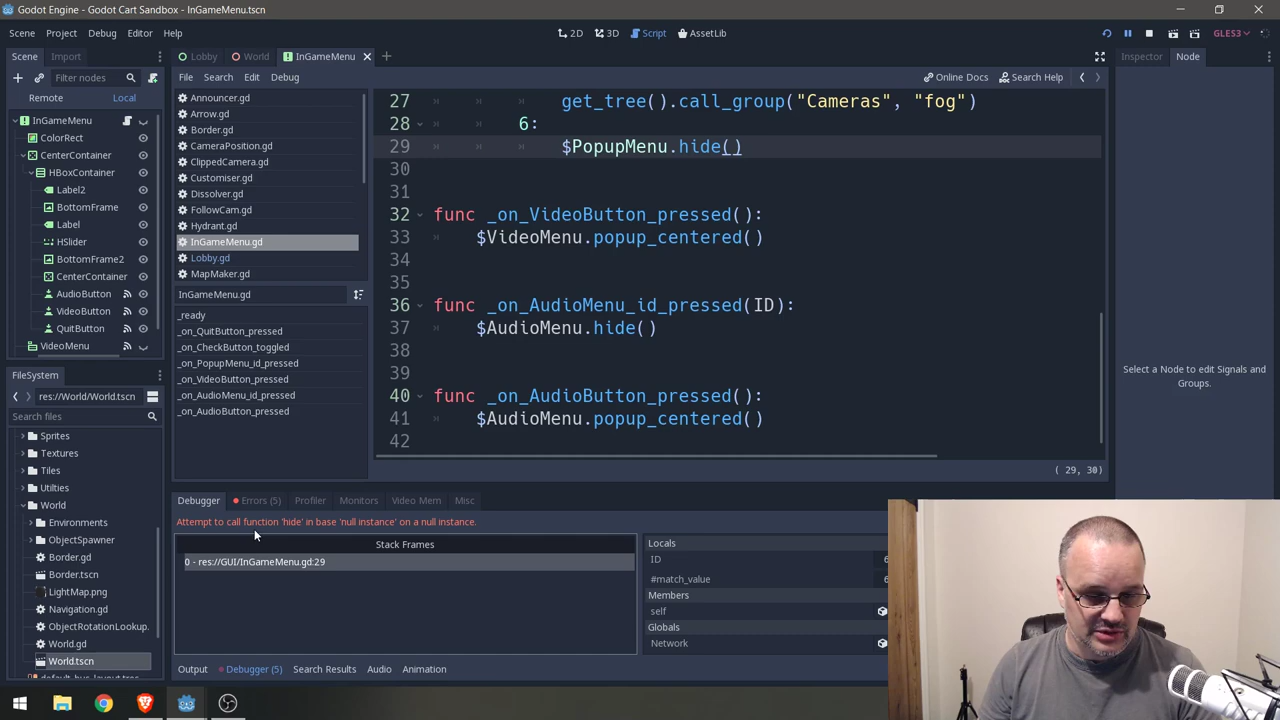 Godot Engine - Godot Cart Sandbox - InGameMenu.tscn
Scene Project Debug Editor Help
2D 3D Script AssetLib
GLES3
Scene Import
Filter nodes
Remote Local
InGameMenu
ColorRect
CenterContainer
HBoxContainer
Label2
BottomFrame
Label
HSlider
BottomFrame2
CenterContainer
AudioButton
VideoButton
QuitButton
VideoMenu
FileSystem
res://World/World.tscn
Search files
Sprites
Textures
Tiles
Utilties
World
Environments
ObjectSpawner
Border.gd
Border.tscn
LightMap.png
Navigation.gd
ObjectRotationLookup.
World.gd
World.tscn
Lobby World InGameMenu
File Search Edit Debug
Online Docs Search Help
Announcer.gd
Arrow.gd
Border.gd
CameraPosition.gd
ClippedCamera.gd
Customiser.gd
Dissolver.gd
FollowCam.gd
Hydrant.gd
InGameMenu.gd
Lobby.gd
MapMaker.gd
InGameMenu.gd
_ready
_on_QuitButton_pressed
_on_CheckButton_toggled
_on_PopupMenu_id_pressed
_on_VideoButton_pressed
_on_AudioMenu_id_pressed
_on_AudioButton_pressed
27 get_tree().call_group("Cameras", "fog")
28 6:
29 $PopupMenu.hide()
30
31
32 func _on_VideoButton_pressed():
33 $VideoMenu.popup_centered()
34
35
36 func _on_AudioMenu_id_pressed(ID):
37 $AudioMenu.hide()
38
39
40 func _on_AudioButton_pressed():
41 $AudioMenu.popup_centered()
42
( 29, 30)
Debugger Errors (5) Profiler Monitors Video Mem Misc
Attempt to call function 'hide' in base 'null instance' on a null instance.
Stack Frames
0 - res://GUI/InGameMenu.gd:29
Locals
ID 6
#match_value 6
Members
self
Globals
Network
Output Debugger (5) Search Results Audio Animation
Inspector Node
Select a Node to edit Signals and
Groups.